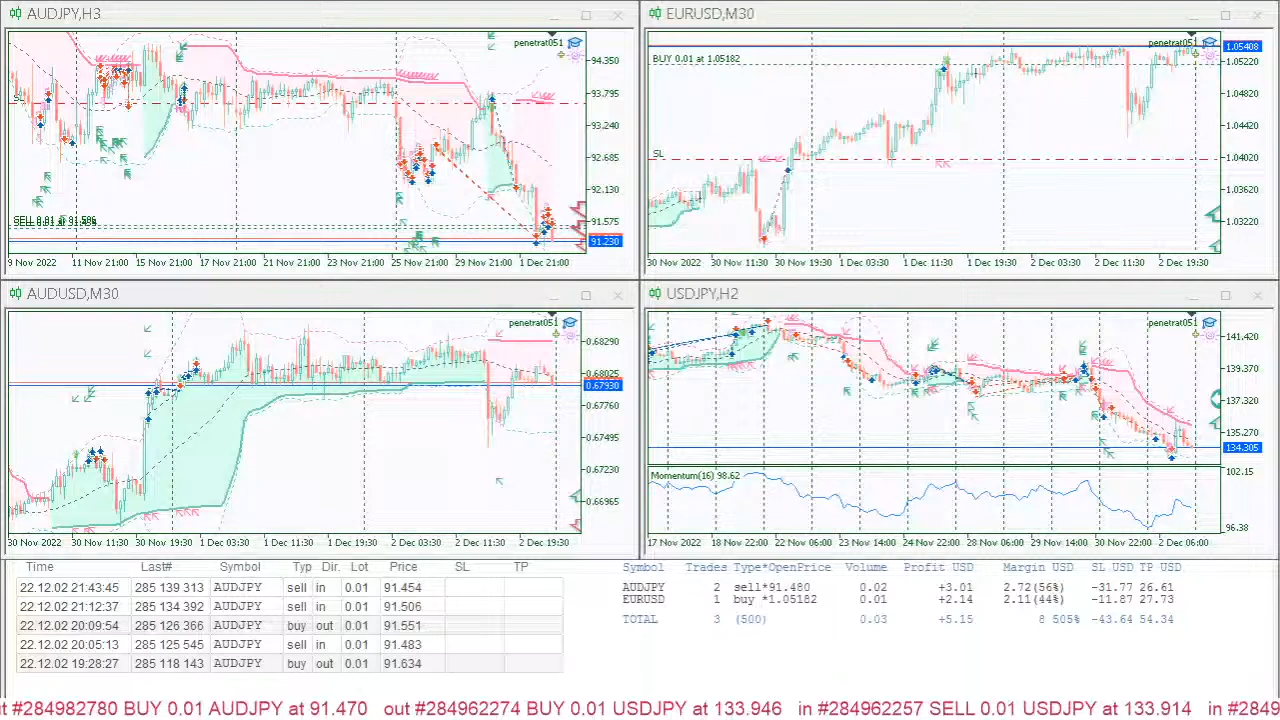 AUDJPY,H3
penetrat051
94.350
93.795
93.240
92.685
92.130
91.575
91.230
9 Nov 2022 11 Nov 21:00 15 Nov 21:00 17 Nov 21:00 21 Nov 21:00 23 Nov 21:00 25 Nov 21:00 29 Nov 21:00 1 Dec 21:00
EURUSD,M30
penetrat051
BUY 0.01 at 1.05182
SL
1.05408
1.05220
1.04820
1.04420
1.04020
1.03620
1.03220
30 Nov 2022 30 Nov 11:30 30 Nov 19:30 1 Dec 03:30 1 Dec 11:30 1 Dec 19:30 2 Dec 03:30 2 Dec 11:30 2 Dec 19:30
AUDUSD,M30
penetrat051
0.68290
0.68025
0.67930
0.67760
0.67495
0.67230
0.66965
30 Nov 2022 30 Nov 11:30 30 Nov 19:30 1 Dec 03:30 1 Dec 11:30 1 Dec 19:30 2 Dec 03:30 2 Dec 11:30 2 Dec 19:30
USDJPY,H2
penetrat051
141.420
139.370
137.320
135.270
134.305
Momentum(16) 98.62
102.15
96.38
17 Nov 2022 18 Nov 22:00 22 Nov 06:00 23 Nov 14:00 24 Nov 22:00 28 Nov 06:00 29 Nov 14:00 30 Nov 22:00 2 Dec 06:00
Time Last# Symbol Typ Dir. Lot Price SL TP
22.12.02 21:43:45 285 139 313 AUDJPY sell in 0.01 91.454
22.12.02 21:12:37 285 134 392 AUDJPY sell in 0.01 91.506
22.12.02 20:09:54 285 126 366 AUDJPY buy out 0.01 91.551
22.12.02 20:05:13 285 125 545 AUDJPY sell in 0.01 91.483
22.12.02 19:28:27 285 118 143 AUDJPY buy out 0.01 91.634
Symbol Trades Type*OpenPrice Volume Profit USD Margin USD SL USD TP USD
AUDJPY 2 sell*91.480 0.02 +3.01 2.72(56%) -31.77 26.61
EURUSD 1 buy *1.05182 0.01 +2.14 2.11(44%) -11.87 27.73
TOTAL 3 (500) 0.03 +5.15 8 505% -43.64 54.34
#284982780 BUY 0.01 AUDJPY at 91.470 out #284962274 BUY 0.01 USDJPY at 133.946 in #284962257 SELL 0.01 USDJPY at 133.914 in #2849